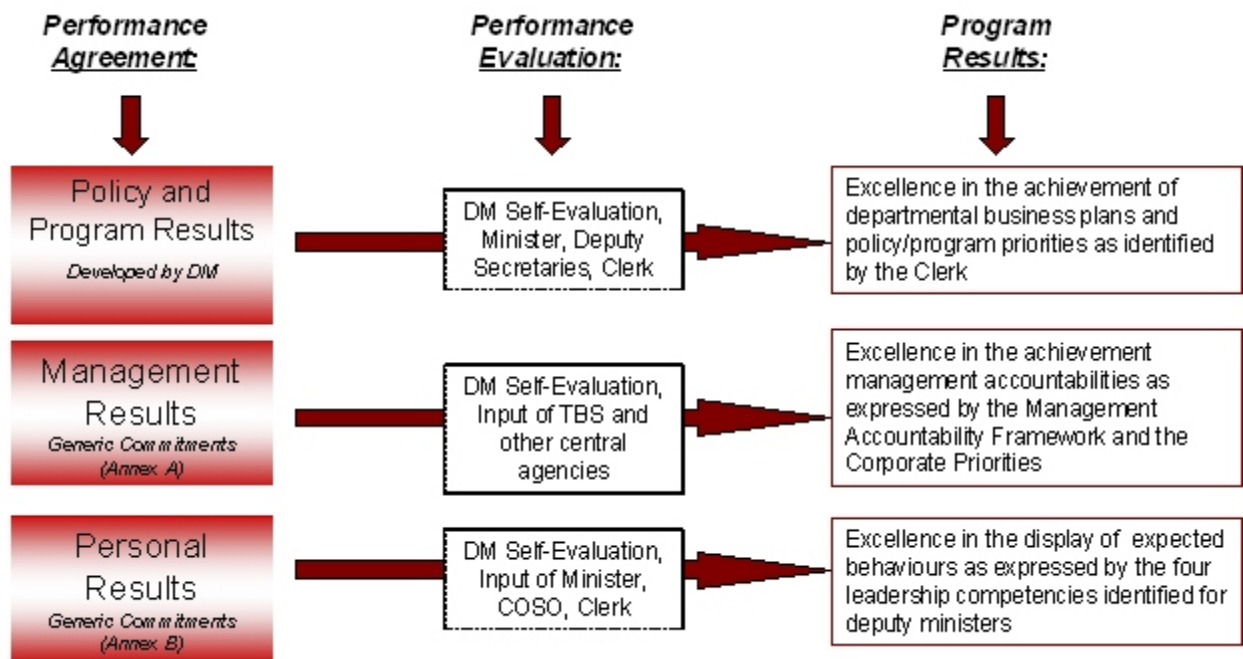 Performance
Agreement:
Performance
Evaluation:
Program
Results:
Policy and
Program Results
Developed by DM
DM Self-Evaluation,
Minister, Deputy
Secretaries, Clerk
Excellence in the achievement of
departmental business plans and
policy/program priorities as identified
by the Clerk
Management
Results
Generic Commitments
(Annex A)
DM Self-Evaluation,
Input of TBS and
other central
agencies
Excellence in the achievement
management accountabilities as
expressed by the Management
Accountability Framework and the
Corporate Priorities
Personal
Results
Generic Commitments
(Annex B)
DM Self-Evaluation,
Input of Minister,
COSO, Clerk
Excellence in the display of expected
behaviours as expressed by the four
leadership competencies identified for
deputy ministers